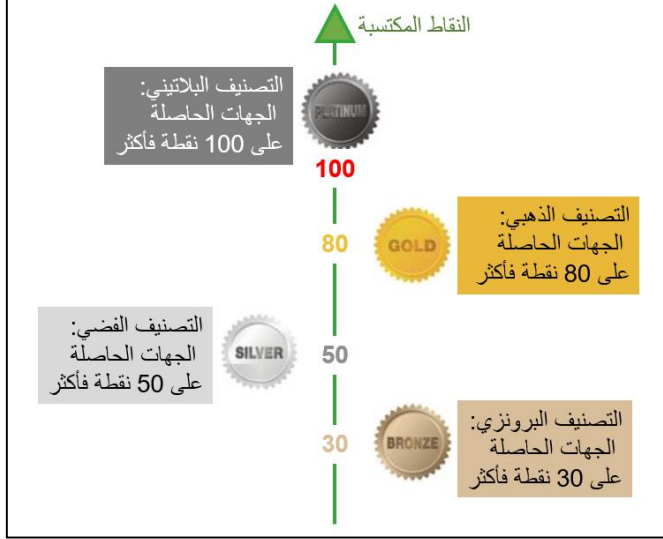 النقاط المكتسبة
التصنيف البلاتيني:
الجهات الحاصلة
على 100 نقطة فأكثر
PLATINUM
100
التصنيف الذهبي:
الجهات الحاصلة
على 80 نقطة فأكثر
GOLD
80
التصنيف الفضي:
الجهات الحاصلة
على 50 نقطة فأكثر
SILVER
50
التصنيف البرونزي:
الجهات الحاصلة
على 30 نقطة فأكثر
BRONZE
30